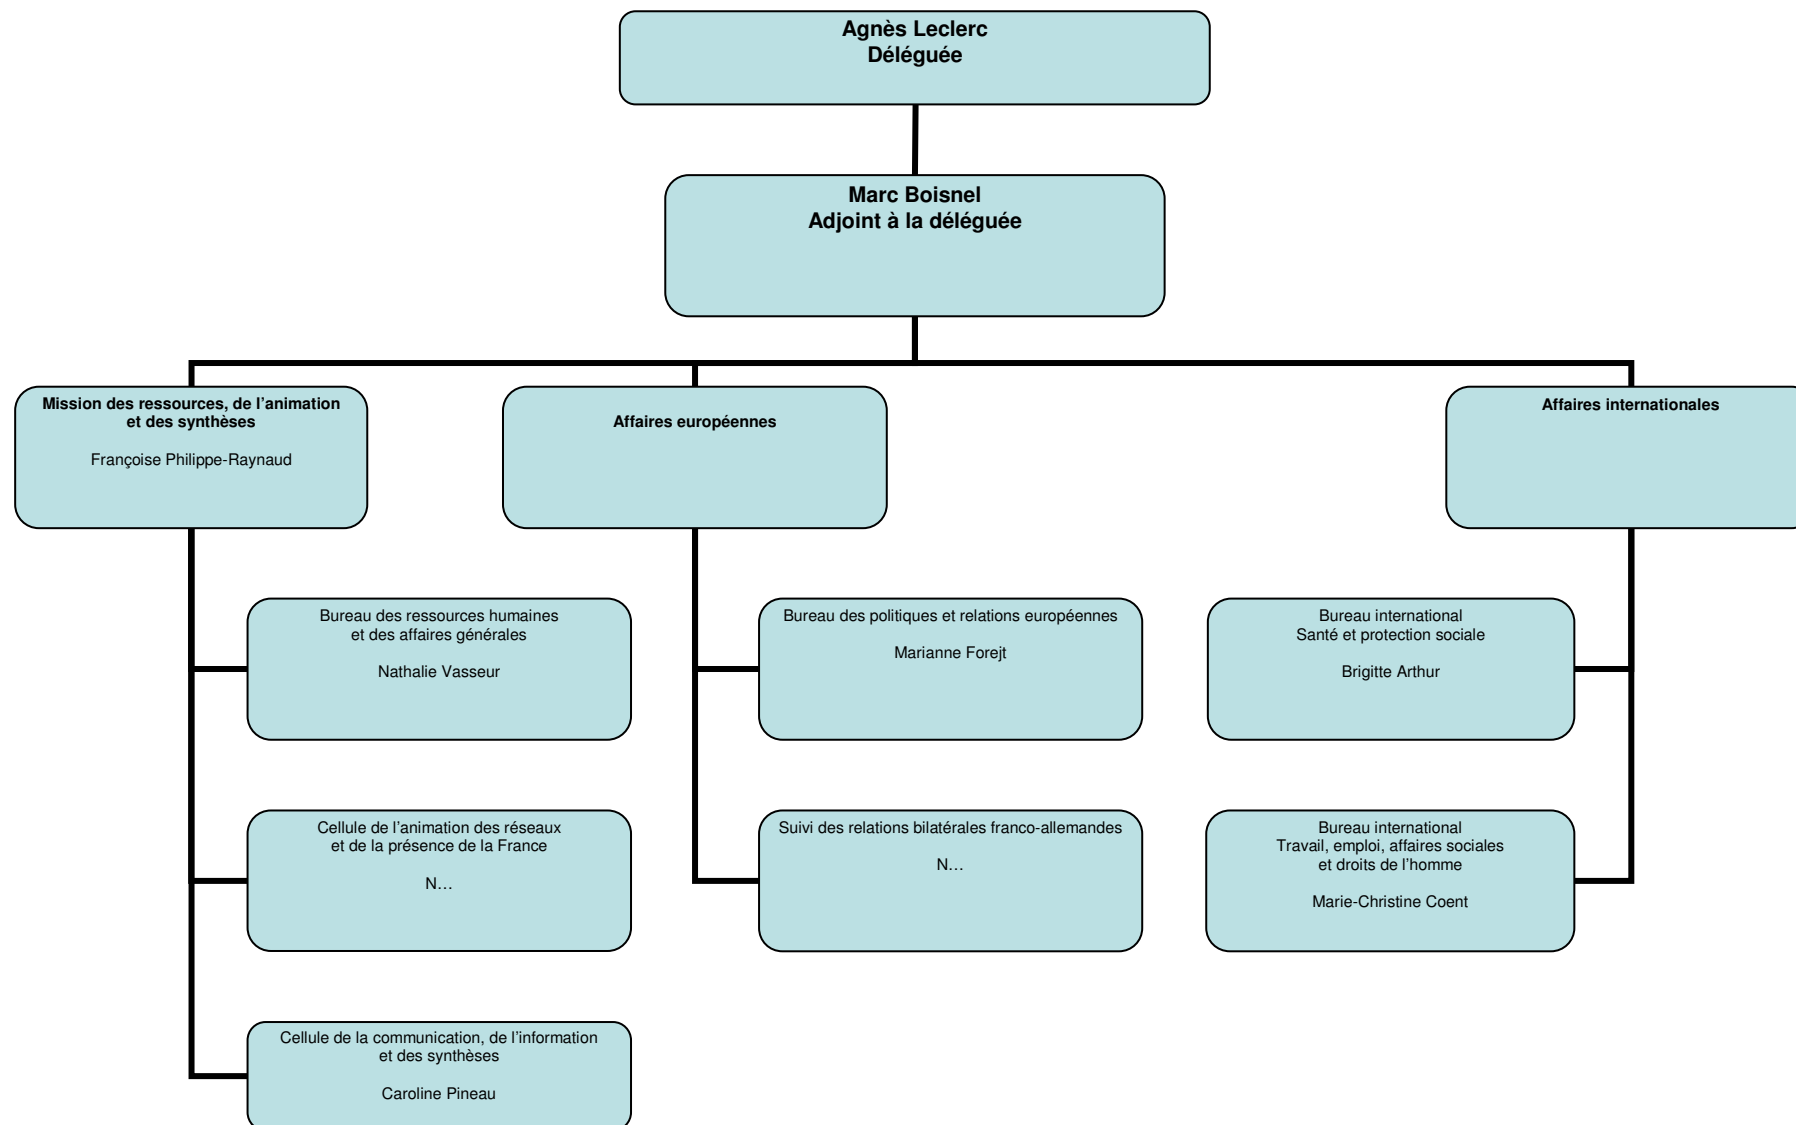 Agnès Leclerc
Déléguée
Marc Boisnel
Adjoint à la déléguée
Mission des ressources, de l’animation
et des synthèses
Françoise Philippe-Raynaud
Affaires européennes
Affaires internationales
Bureau des ressources humaines
et des affaires générales
Nathalie Vasseur
Bureau des politiques et relations européennes
Marianne Forejt
Bureau international
Santé et protection sociale
Brigitte Arthur
Cellule de l’animation des réseaux
et de la présence de la France
N…
Suivi des relations bilatérales franco-allemandes
N…
Bureau international
Travail, emploi, affaires sociales
et droits de l’homme
Marie-Christine Coent
Cellule de la communication, de l’information
et des synthèses
Caroline Pineau